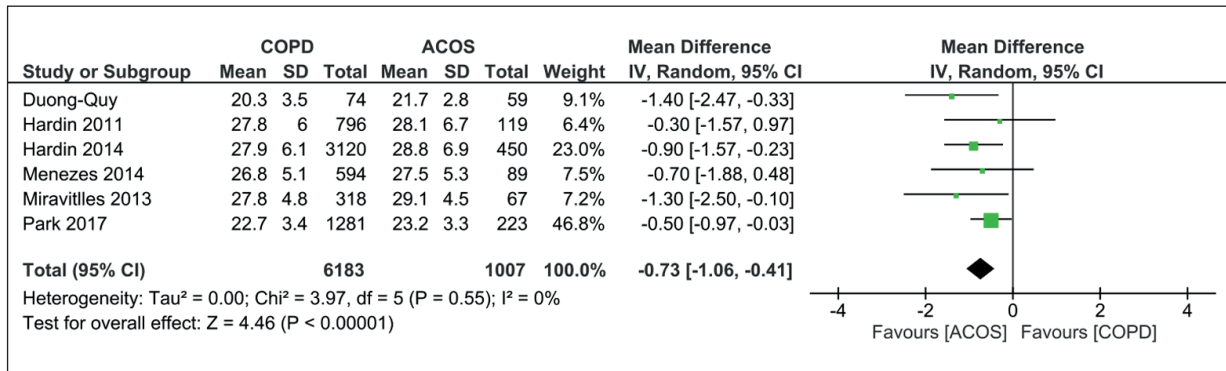 COPD ACOS Mean Difference Mean Difference
Study or Subgroup Mean SD Total Mean SD Total Weight IV, Random, 95% CI IV, Random, 95% CI
Duong-Quy 20.3 3.5 74 21.7 2.8 59 9.1% -1.40 [-2.47, -0.33]
Hardin 2011 27.8 6 796 28.1 6.7 119 6.4% -0.30 [-1.57, 0.97]
Hardin 2014 27.9 6.1 3120 28.8 6.9 450 23.0% -0.90 [-1.57, -0.23]
Menezes 2014 26.8 5.1 594 27.5 5.3 89 7.5% -0.70 [-1.88, 0.48]
Miravitlles 2013 27.8 4.8 318 29.1 4.5 67 7.2% -1.30 [-2.50, -0.10]
Park 2017 22.7 3.4 1281 23.2 3.3 223 46.8% -0.50 [-0.97, -0.03]
Total (95% CI) 6183 1007 100.0% -0.73 [-1.06, -0.41]
Heterogeneity: Tau² = 0.00; Chi² = 3.97, df = 5 (P = 0.55); I² = 0%
Test for overall effect: Z = 4.46 (P < 0.00001)
-4 -2 0 2 4
Favours [ACOS] Favours [COPD]